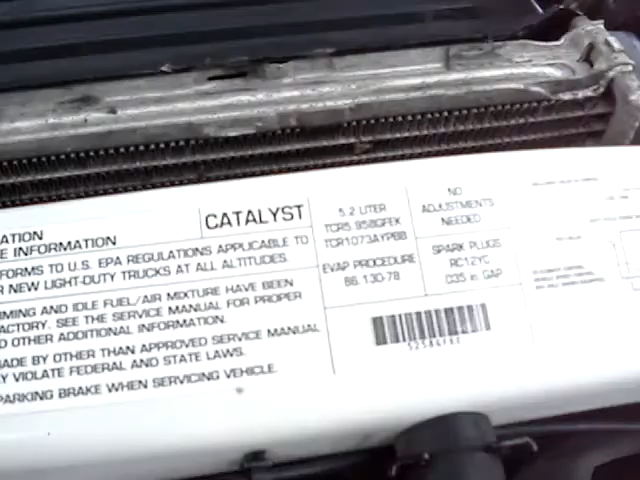 ATION
E INFORMATION
CATALYST
FORMS TO U.S. EPA REGULATIONS APPLICABLE TO
R NEW LIGHT-DUTY TRUCKS AT ALL ALTITUDES.
MING AND IDLE FUEL/AIR MIXTURE HAVE BEEN
ACTORY. SEE THE SERVICE MANUAL FOR PROPER
D OTHER ADDITIONAL INFORMATION.
ADE BY OTHER THAN APPROVED SERVICE MANUAL
Y VIOLATE FEDERAL AND STATE LAWS.
PARKING BRAKE WHEN SERVICING VEHICLE
5.2 LITER
TCR5.958GFEK
TCR1073AYPBB
EVAP PROCEDURE
86.130-78
NO
ADJUSTMENTS
NEEDED
SPARK PLUGS
RC12YC
.035 in GAP